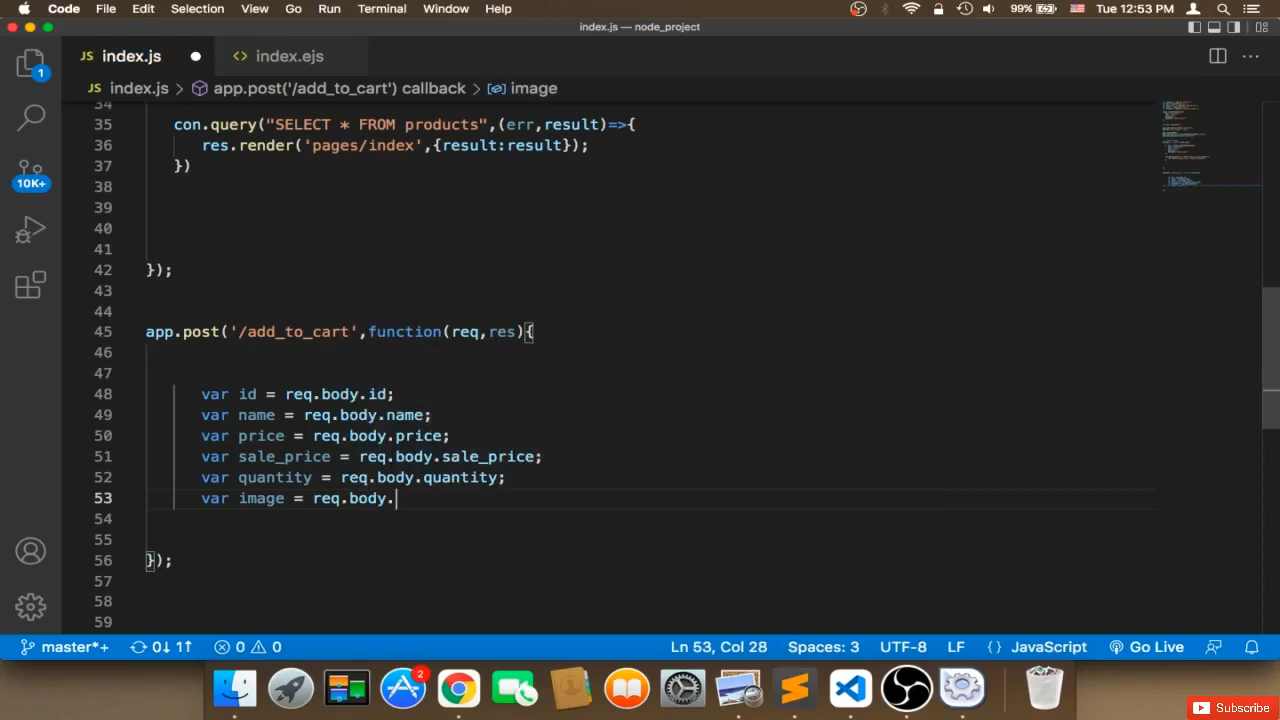 Code File Edit Selection View Go Run Terminal Window Help 99% Tue 12:53 PM
index.js — node_project
JS index.js index.ejs
JS index.js > app.post('/add_to_cart') callback > image
1
10K+
34
35 con.query("SELECT * FROM products",(err,result)=>{
36 res.render('pages/index',{result:result});
37 })
38
39
40
41
42 });
43
44
45 app.post('/add_to_cart',function(req,res){
46
47
48 var id = req.body.id;
49 var name = req.body.name;
50 var price = req.body.price;
51 var sale_price = req.body.sale_price;
52 var quantity = req.body.quantity;
53 var image = req.body.
54
55
56 });
57
58
59
master*+ 0↓ 1↑ 0 0 Ln 53, Col 28 Spaces: 3 UTF-8 LF {} JavaScript Go Live
2
Subscribe